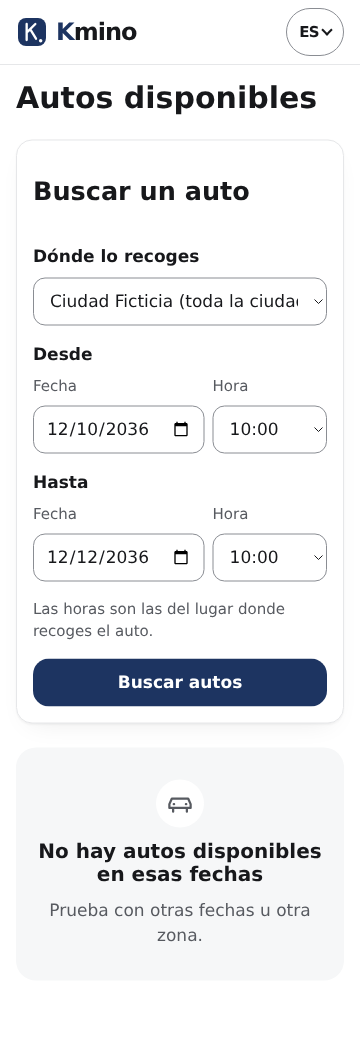 Kmino
ES
Autos disponibles
Buscar un auto
Dónde lo recoges
Ciudad Ficticia (toda la ciudad
Desde
Fecha Hora
12/10/2036 10:00
Hasta
Fecha Hora
12/12/2036 10:00
Las horas son las del lugar donde
recoges el auto.
Buscar autos
No hay autos disponibles
en esas fechas
Prueba con otras fechas u otra
zona.